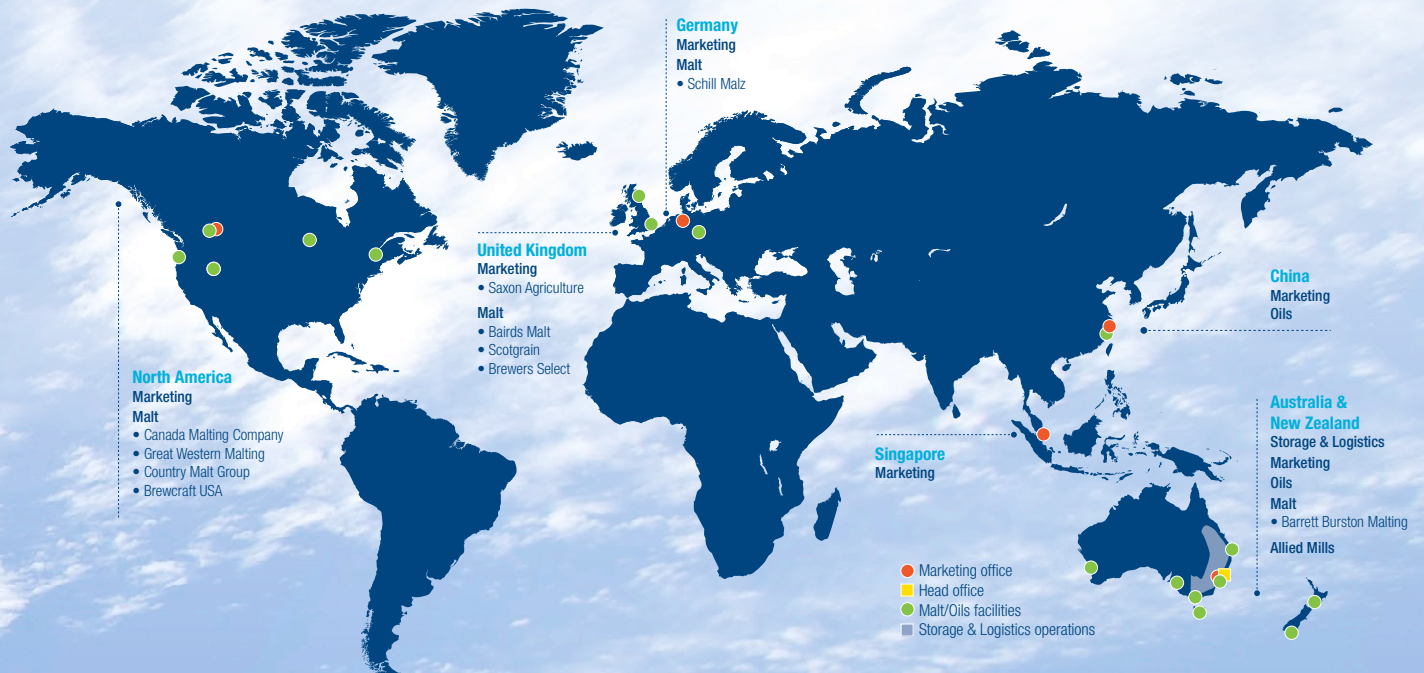 Germany
Marketing
Malt
• Schill Malz
United Kingdom
Marketing
• Saxon Agriculture
Malt
• Bairds Malt
• Scotgrain
• Brewers Select
China
Marketing
Oils
North America
Marketing
Malt
• Canada Malting Company
• Great Western Malting
• Country Malt Group
• Brewcraft USA
Singapore
Marketing
Australia &
New Zealand
Storage & Logistics
Marketing
Oils
Malt
• Barrett Burston Malting
Allied Mills
Marketing office
Head office
Malt/Oils facilities
Storage & Logistics operations